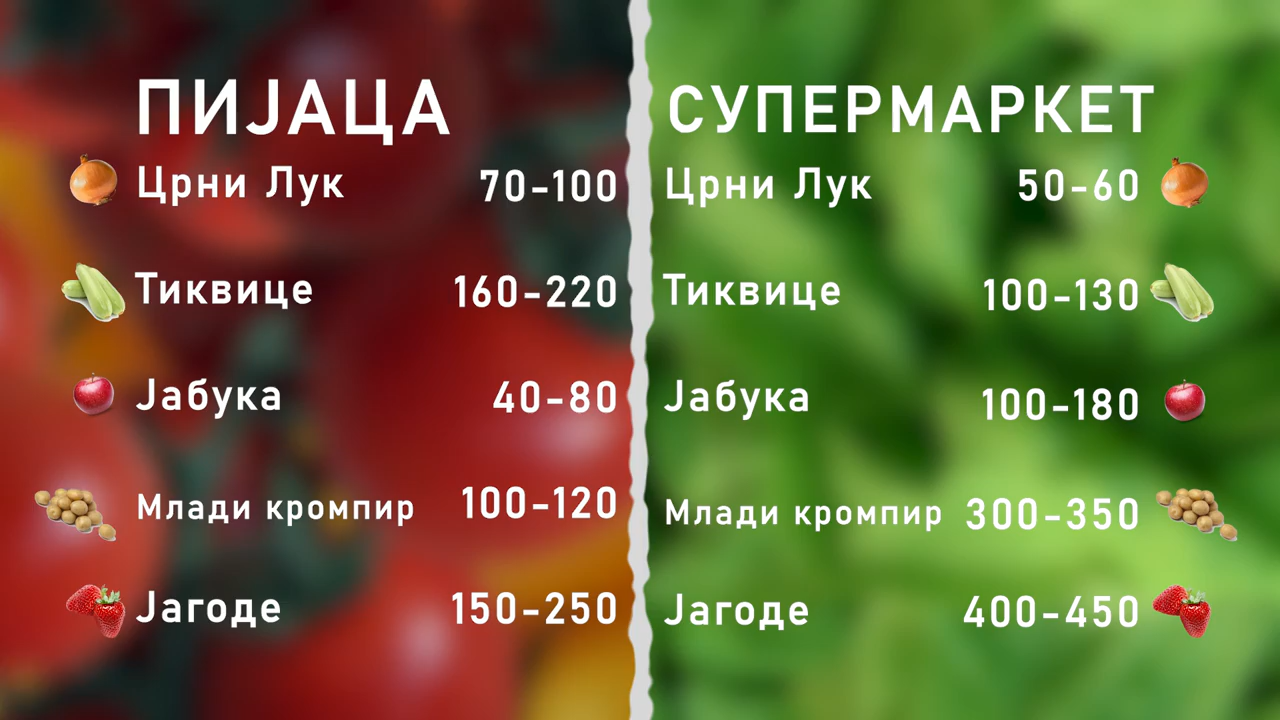 ПИЈАЦА
Црни Лук 70-100
Тиквице 160-220
Јабука 40-80
Млади кромпир 100-120
Јагоде 150-250
СУПЕРМАРКЕТ
Црни Лук 50-60
Тиквице 100-130
Јабука 100-180
Млади кромпир 300-350
Јагоде 400-450